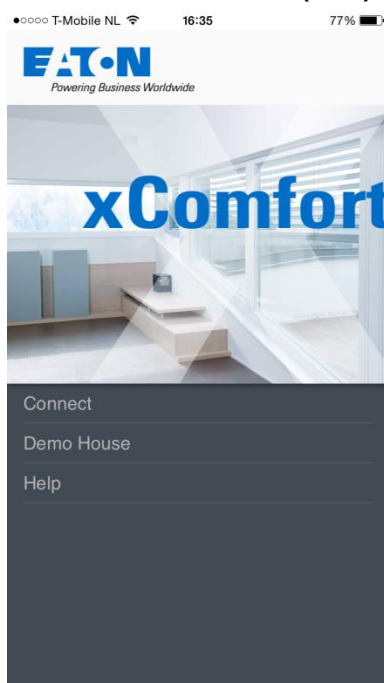 T-Mobile NL 16:35 77%
EATON
Powering Business Worldwide
xComfort
Connect
Demo House
Help